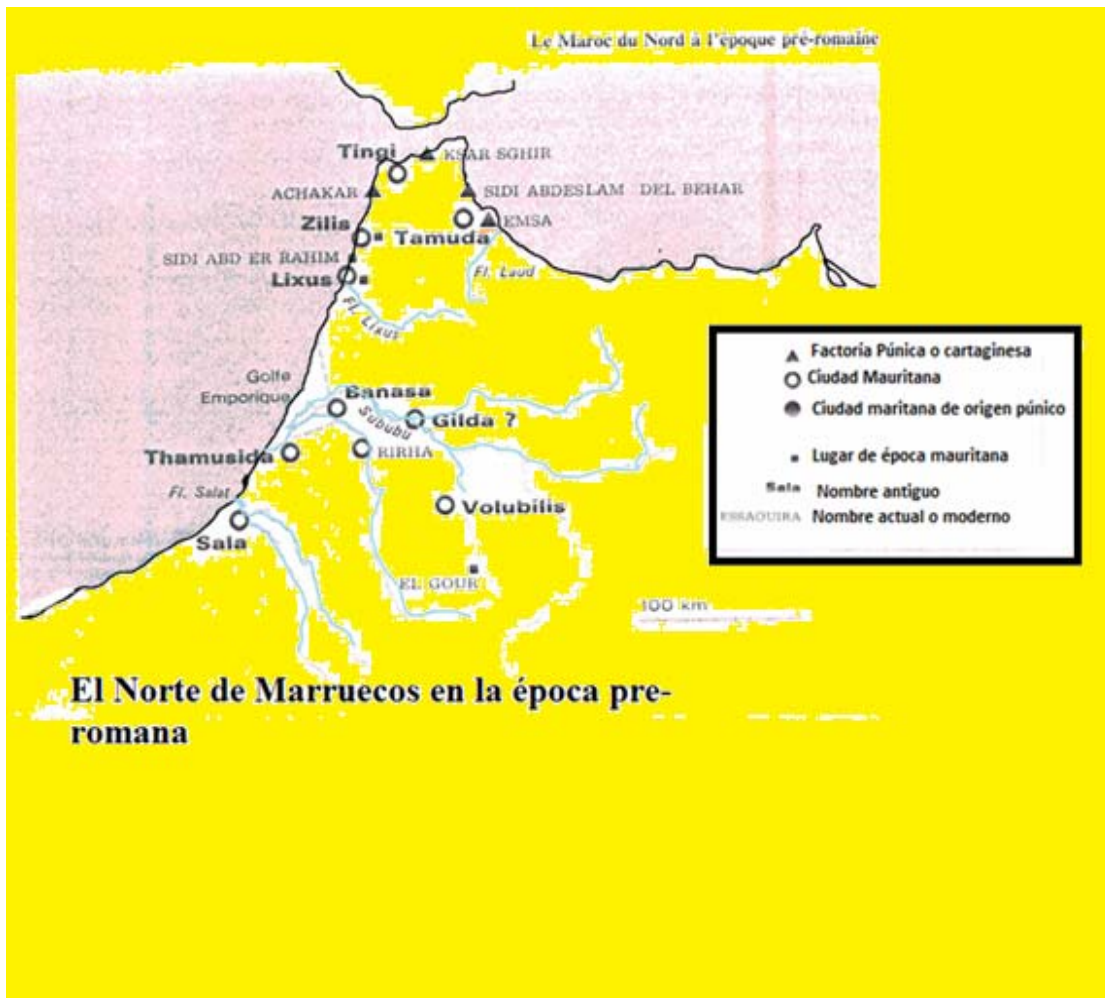 Le Maroc du Nord à l'époque pré-romaine
Tingi
KSAR SGHIR
ACHAKAR
SIDI ABDESLAM DEL BEHAR
Zilis
EMSA
Tamuda
SIDI ABD ER RAHIM
Lixus
Fl. Laud
Fl. Lixus
Golfe
Emporique
Banasa
Sububu
Gilda ?
Thamusida
RIRHA
Fl. Salat
Volubilis
Sala
EL GOUR
100 km
Factoría Púnica o cartaginesa
Ciudad Mauritana
Ciudad maritana de origen púnico
Lugar de época mauritana
Sala Nombre antiguo
ESSAOUIRA Nombre actual o moderno
El Norte de Marruecos en la época pre-
romana